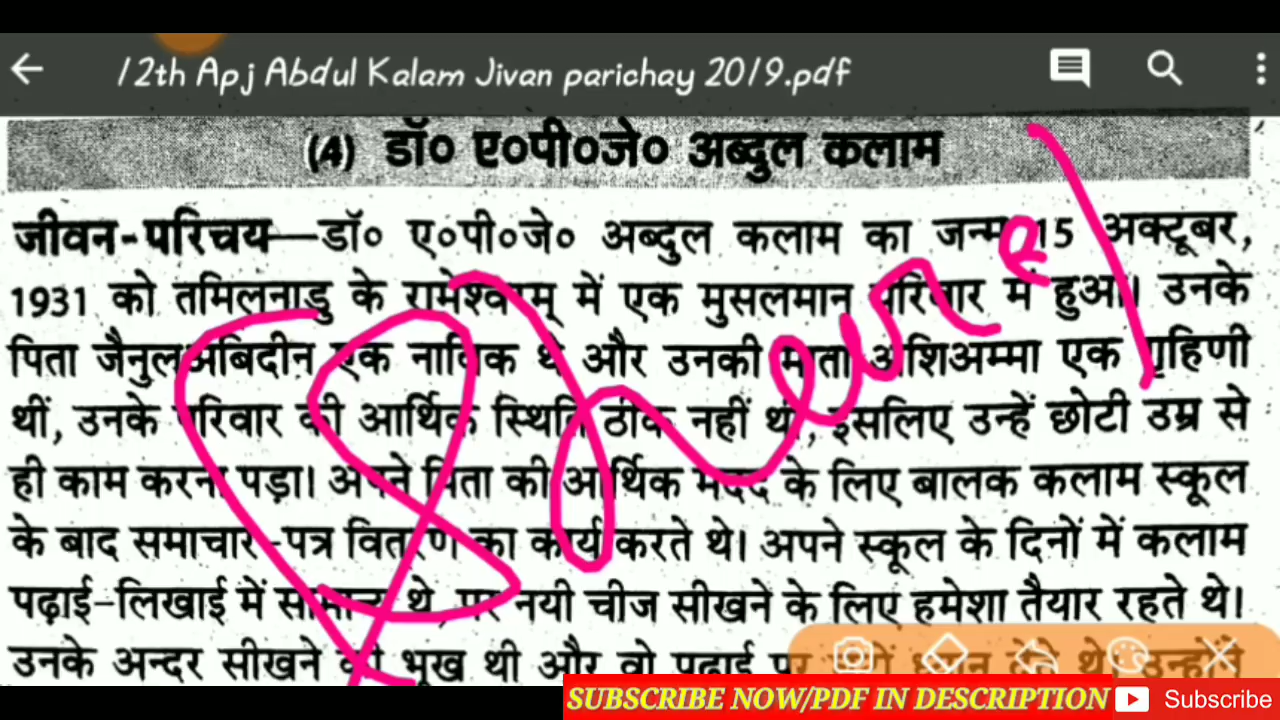 12th Apj Abdul Kalam Jivan parichay 2019.pdf
(4) डॉ० ए०पी०जे० अब्दुल कलाम
जीवन-परिचय—डॉ० ए०पी०जे० अब्दुल कलाम का जन्म 15 अक्टूबर,
1931 को तमिलनाडु के रामेश्वरम् में एक मुसलमान परिवार में हुआ। उनके
पिता जैनुलअबिदीन एक नाविक थे और उनकी माता अशिअम्मा एक गृहिणी
थीं, उनके परिवार की आर्थिक स्थिति ठीक नहीं थी, इसलिए उन्हें छोटी उम्र से
ही काम करना पड़ा। अपने पिता की आर्थिक मदद के लिए बालक कलाम स्कूल
के बाद समाचार-पत्र वितरण का कार्य करते थे। अपने स्कूल के दिनों में कलाम
पढ़ाई-लिखाई में सामान्य थे, पर नयी चीज सीखने के लिए हमेशा तैयार रहते थे।
उनके अन्दर सीखने की भूख थी और वो पढ़ाई पर
Share
SUBSCRIBE NOW/PDF IN DESCRIPTION Subscribe